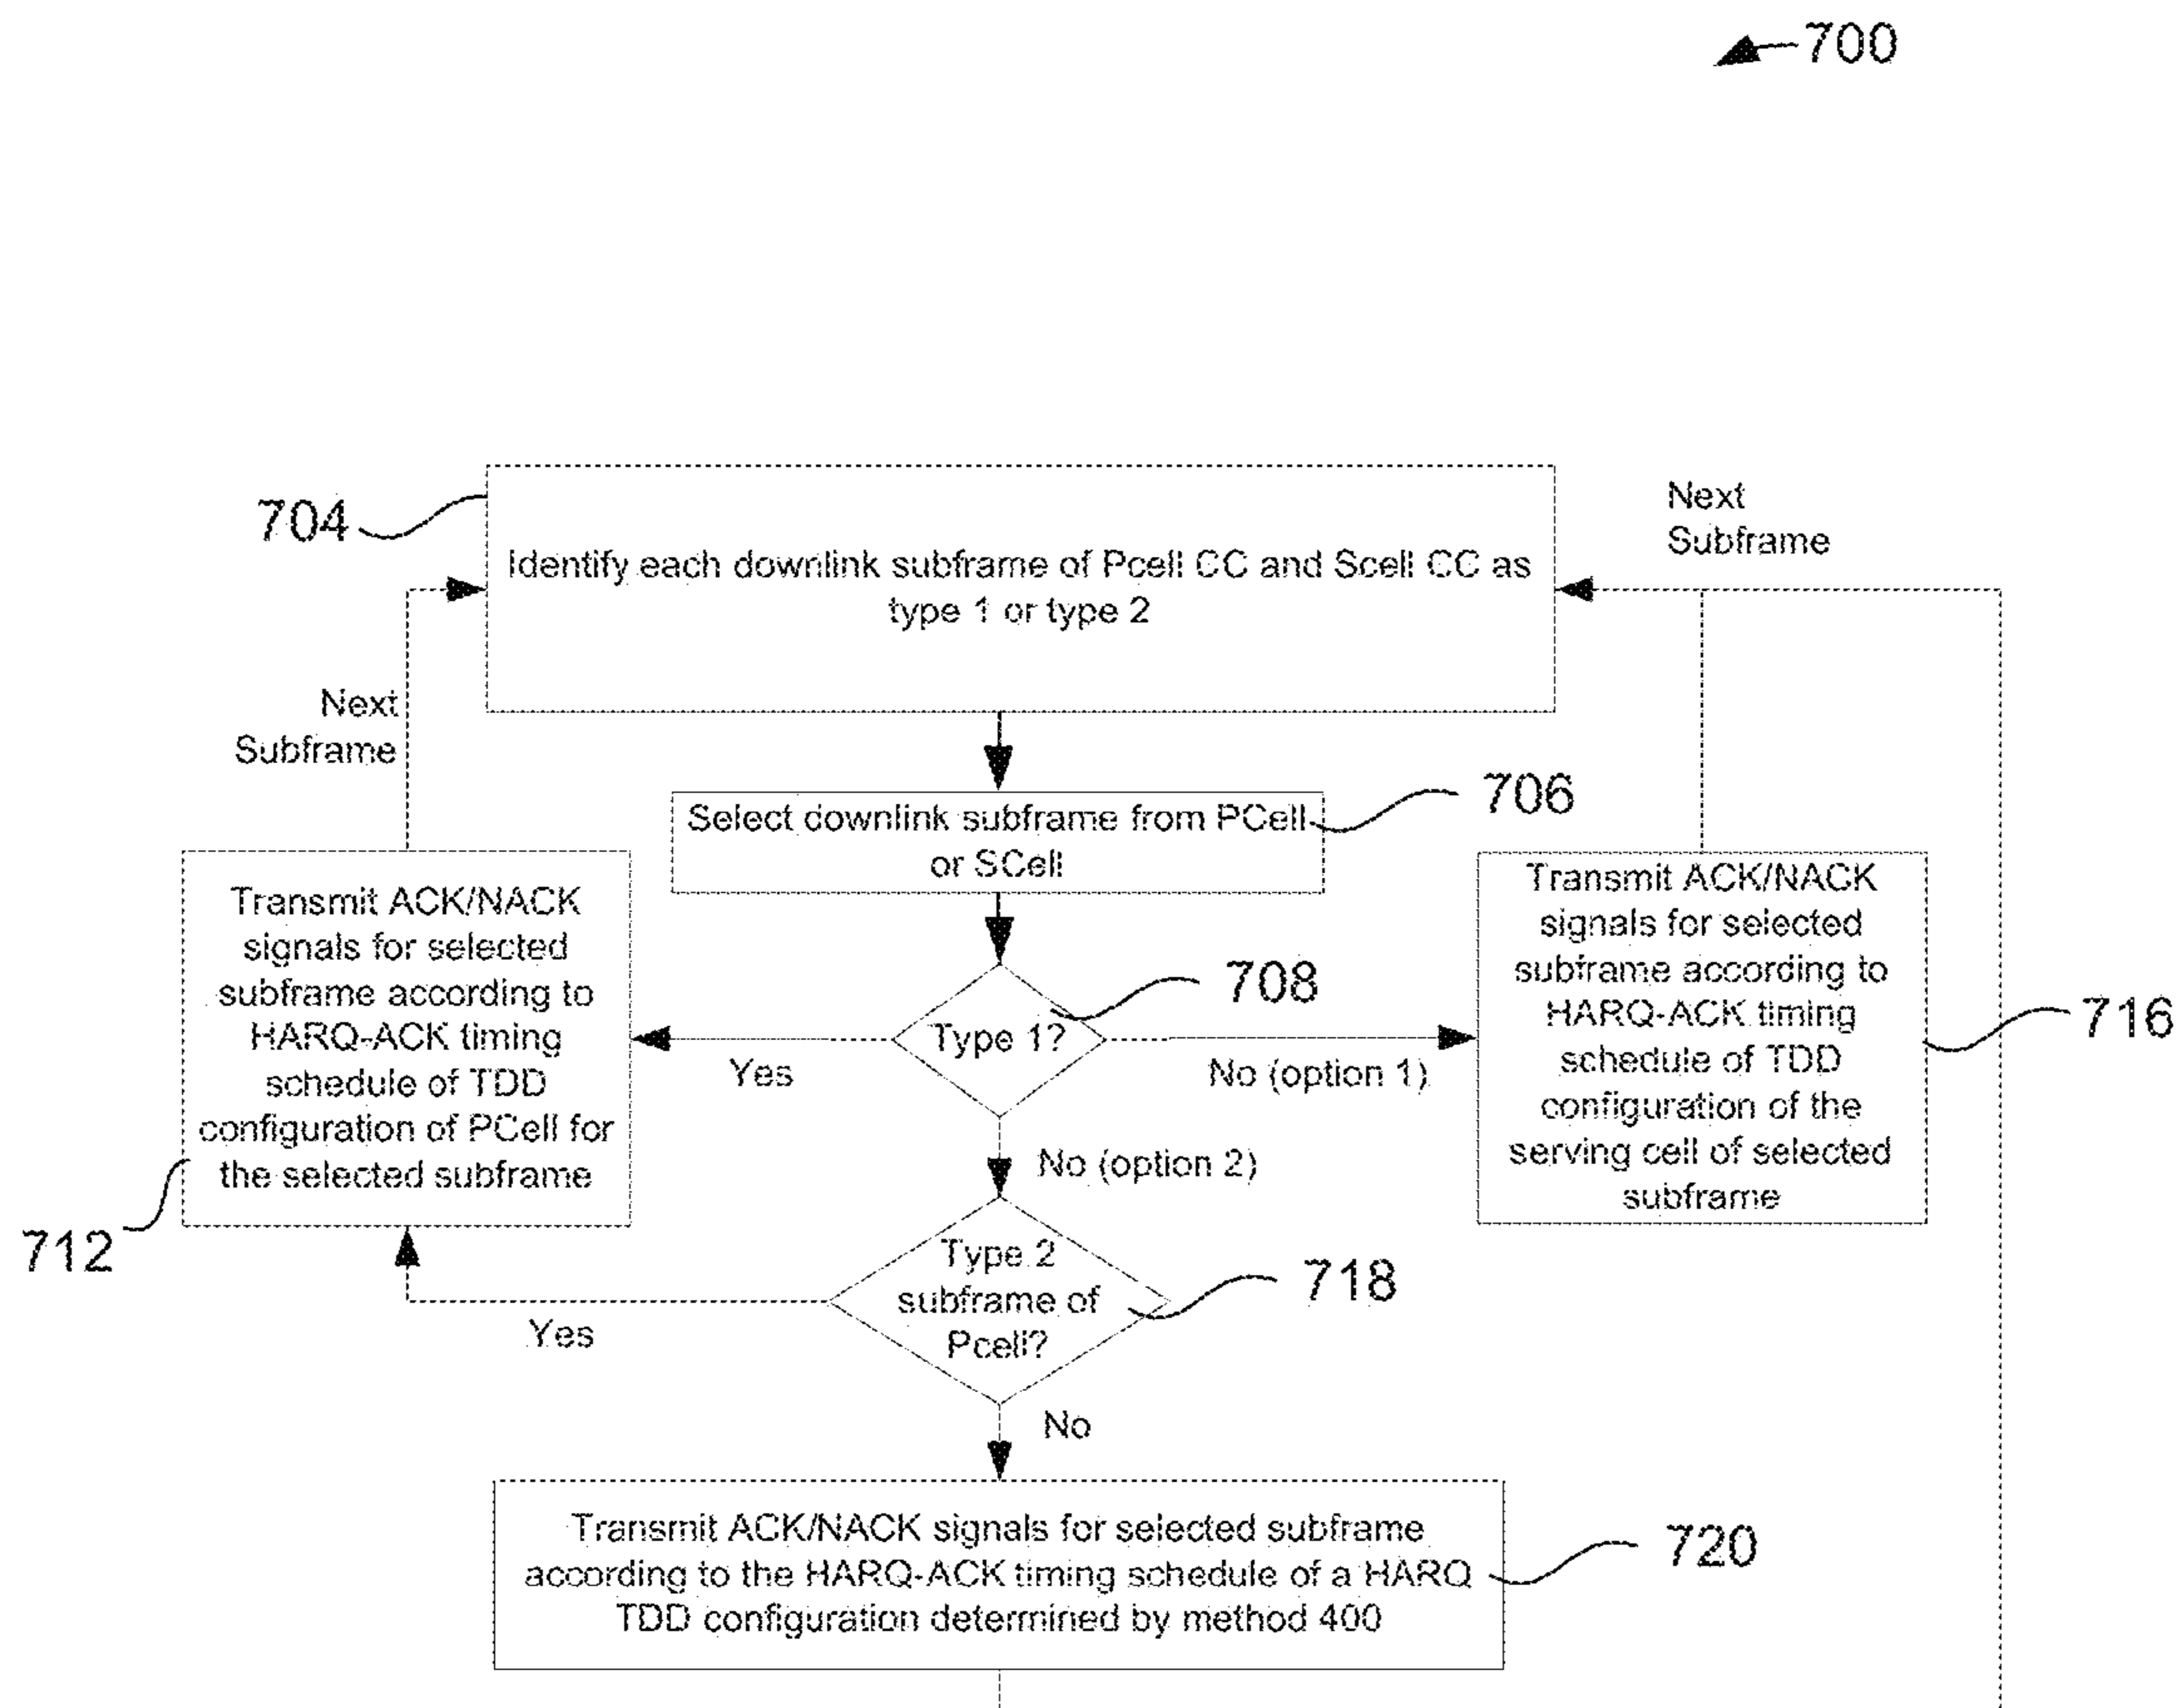 700
704
Identify each downlink subframe of Pcell CC and Scell CC as
type 1 or type 2
Next
Subframe
Next
Subframe
Select downlink subframe from PCell
or SCell
706
Transmit ACK/NACK
signals for selected
subframe according to
HARQ-ACK timing
schedule of TDD
configuration of PCell for
the selected subframe
712
Type 1?
708
Yes
No (option 1)
Transmit ACK/NACK
signals for selected
subframe according to
HARQ-ACK timing
schedule of TDD
configuration of the
serving cell of selected
subframe
716
No (option 2)
Type 2
subframe of
Pcell?
718
Yes
No
Transmit ACK/NACK signals for selected subframe
according to the HARQ-ACK timing schedule of a HARQ
TDD configuration determined by method 400
720